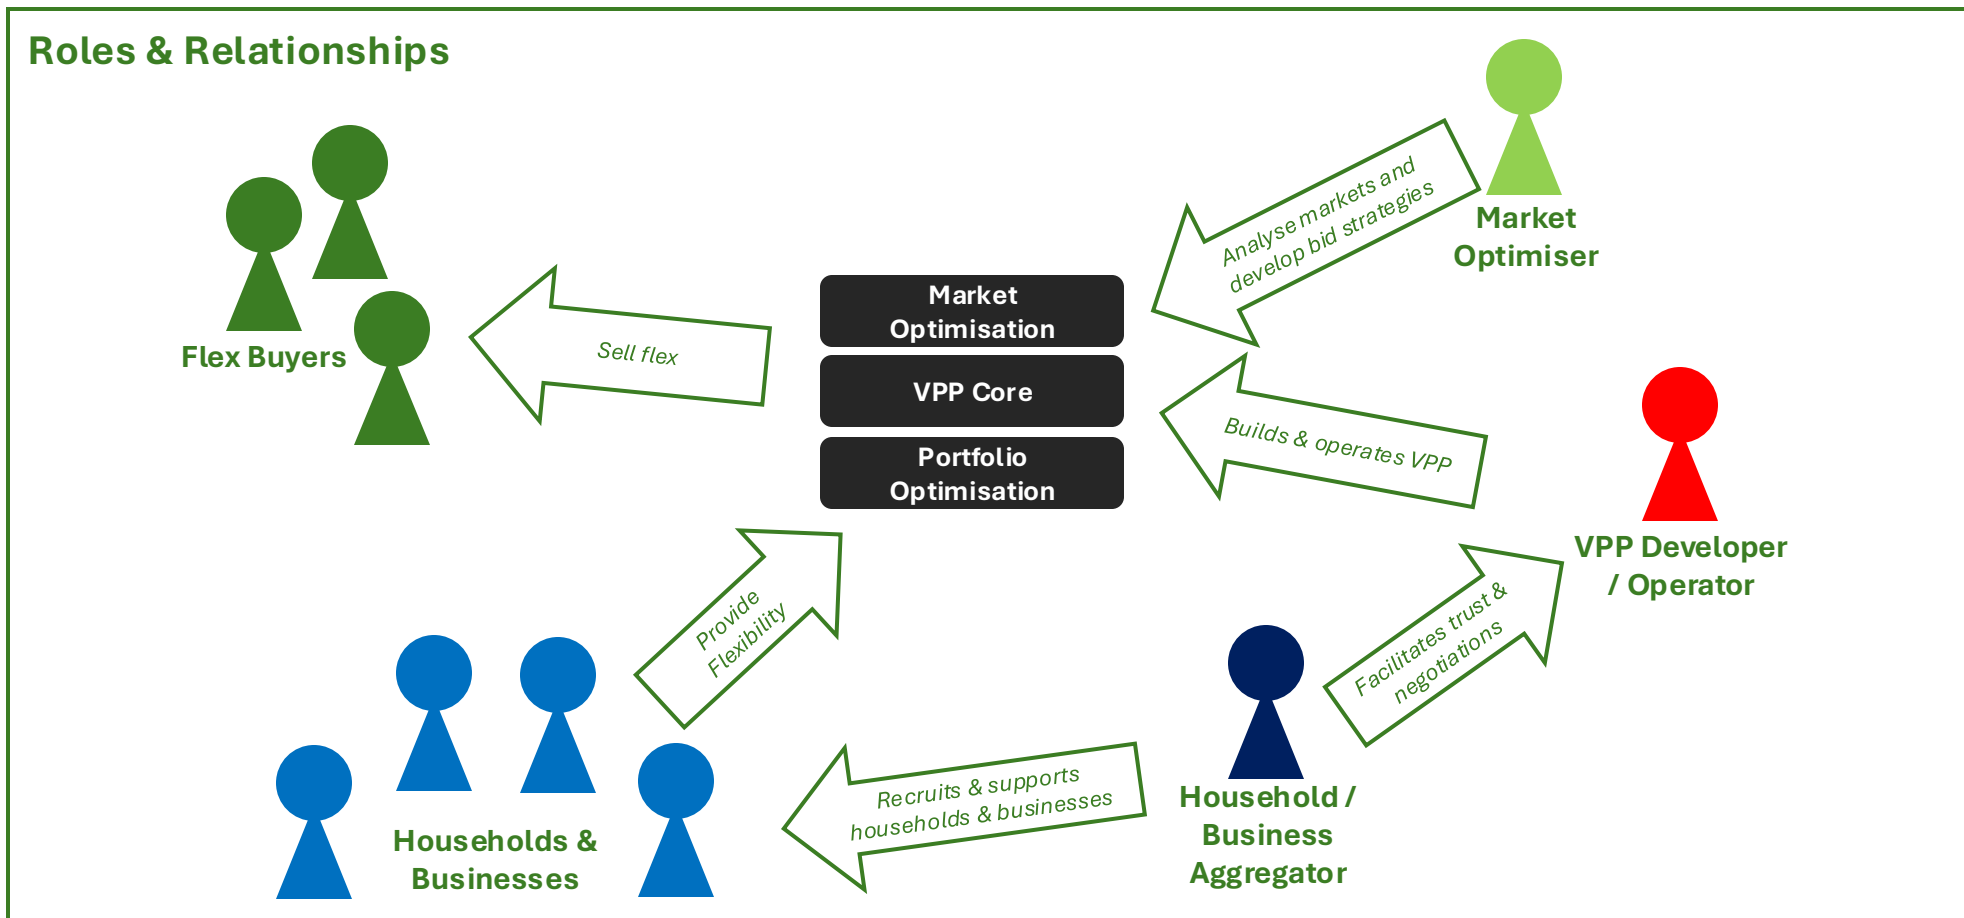 Roles & Relationships
Market
Optimiser
Analyse markets and
develop bid strategies
Flex Buyers
Sell flex
Market
Optimisation
VPP Core
Portfolio
Optimisation
Builds & operates VPP
VPP Developer
/ Operator
Provide
Flexibility
Facilitates trust &
negotiations
Households &
Businesses
Recruits & supports
households & businesses
Household /
Business
Aggregator